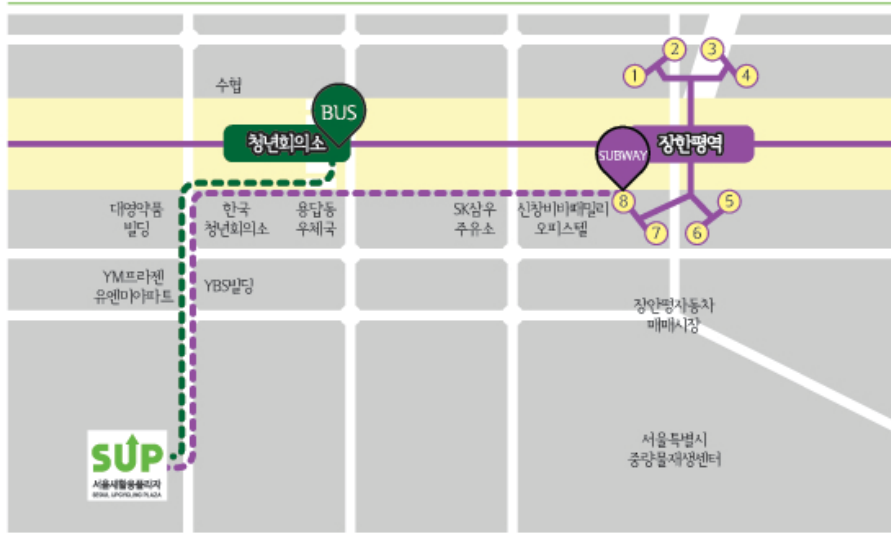 2
3
1
4
수협
BUS
청년회의소
SUBWAY
장한평역
대영약품
빌딩
한국
청년회의소
용답동
우체국
SK삼우
주유소
신창비바패밀리
오피스텔
8
7
5
6
YM프라젠
유앤미아파트
YBS빌딩
장안평자동차
매매시장
서울특별시
중랑물재생센터
SUP
서울새활용플라자
SEOUL UPCYCLING PLAZA